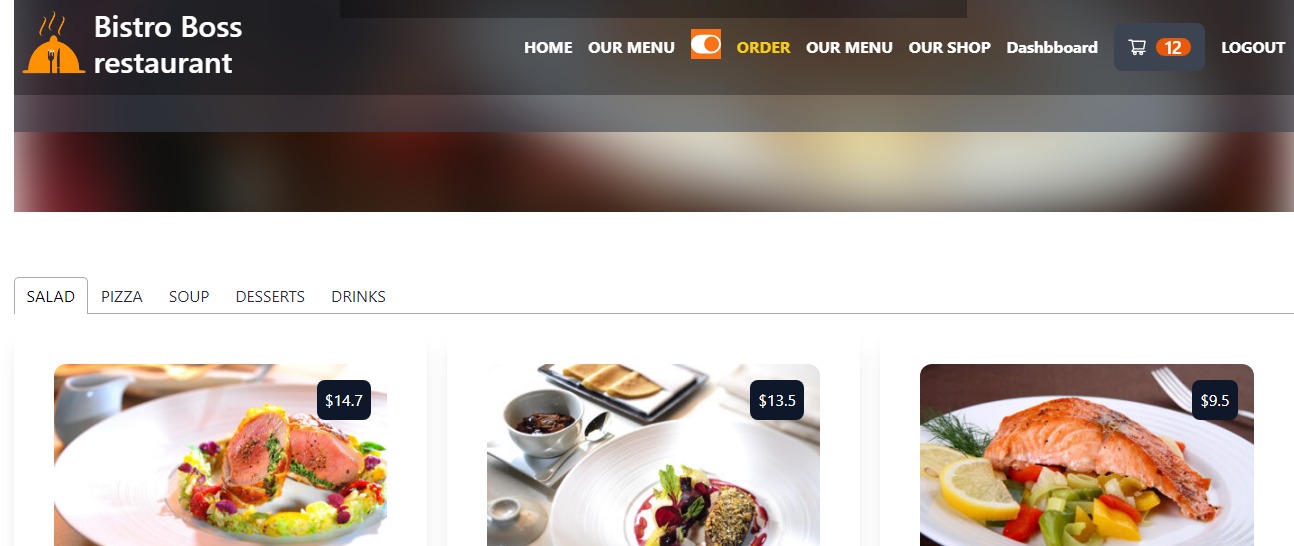 Bistro Boss
restaurant
HOME OUR MENU ORDER OUR MENU OUR SHOP Dashbboard 12 LOGOUT
SALAD PIZZA SOUP DESSERTS DRINKS
$14.7 $13.5 $9.5